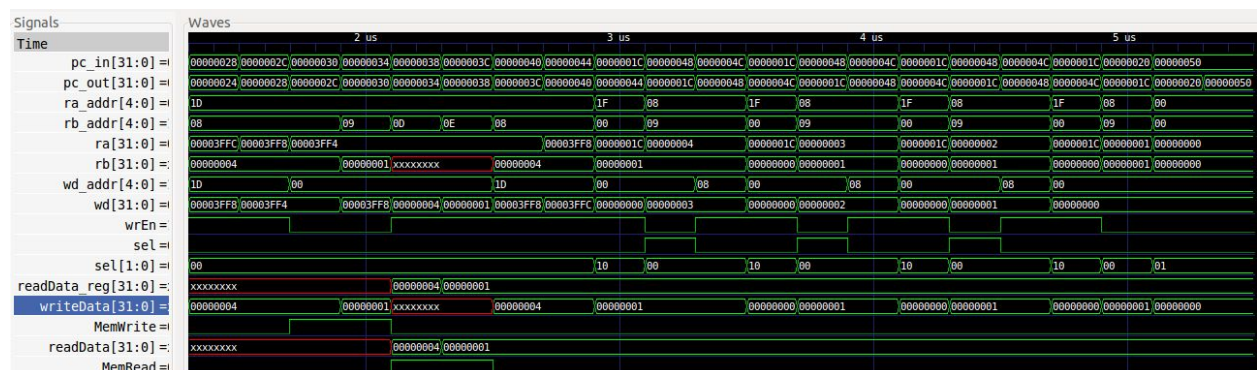 Signals
Waves
Time
2 us 3 us 4 us 5 us
pc_in[31:0] = 00000028 0000002C 00000030 00000034 00000038 0000003C 00000040 00000044 0000001C 00000048 0000004C 0000001C 00000048 0000004C 0000001C 00000048 0000004C 0000001C 00000020 00000050
pc_out[31:0] = 00000024 00000028 0000002C 00000030 00000034 00000038 0000003C 00000040 00000044 0000001C 00000048 0000004C 0000001C 00000048 0000004C 0000001C 00000048 0000004C 0000001C 00000020 00000050
ra_addr[4:0] = 1D 1F 08 1F 08 1F 08 1F 08 00
rb_addr[4:0] = 08 09 0D 0E 08 00 09 00 09 00 09 00 09 00
ra[31:0] = 00003FFC 00003FF8 00003FF4 00003FF8 0000001C 00000004 0000001C 00000003 0000001C 00000002 0000001C 00000001 00000000
rb[31:0] = 00000004 00000001 xxxxxxxx 00000004 00000001 00000000 00000001 00000000 00000001 00000000 00000001 00000000
wd_addr[4:0] = 1D 00 1D 00 08 00 08 00 08 00
wd[31:0] = 00003FF8 00003FF4 00003FF8 00000004 00000001 00003FF8 00003FFC 00000000 00000003 00000000 00000002 00000000 00000001 00000000
wrEn =
sel =
sel[1:0] = 00 10 00 10 00 10 00 10 00 01
readData_reg[31:0] = xxxxxxxx 00000004 00000001
writeData[31:0] = 00000004 00000001 xxxxxxxx 00000004 00000001 00000000 00000001 00000000 00000001 00000000 00000001 00000000
MemWrite =
readData[31:0] = xxxxxxxx 00000004 00000001
MemRead =